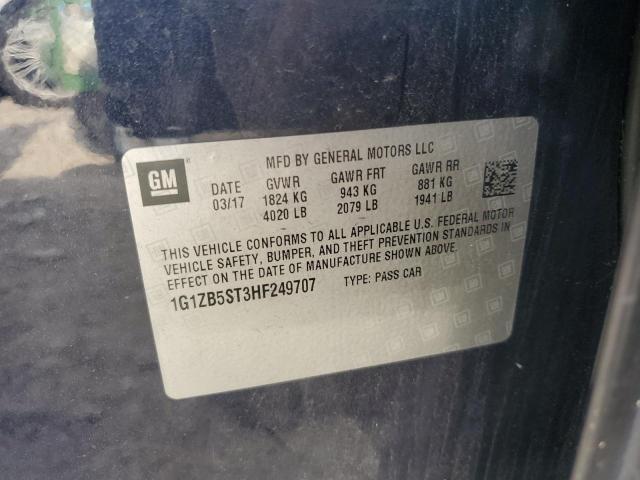 MFD BY GENERAL MOTORS LLC
GM
DATE GVWR GAWR FRT GAWR RR
03/17 1824 KG 943 KG 881 KG
4020 LB 2079 LB 1941 LB
THIS VEHICLE CONFORMS TO ALL APPLICABLE U.S. FEDERAL MOTOR
VEHICLE SAFETY, BUMPER, AND THEFT PREVENTION STANDARDS IN
EFFECT ON THE DATE OF MANUFACTURE SHOWN ABOVE.
1G1ZB5ST3HF249707 TYPE: PASS CAR